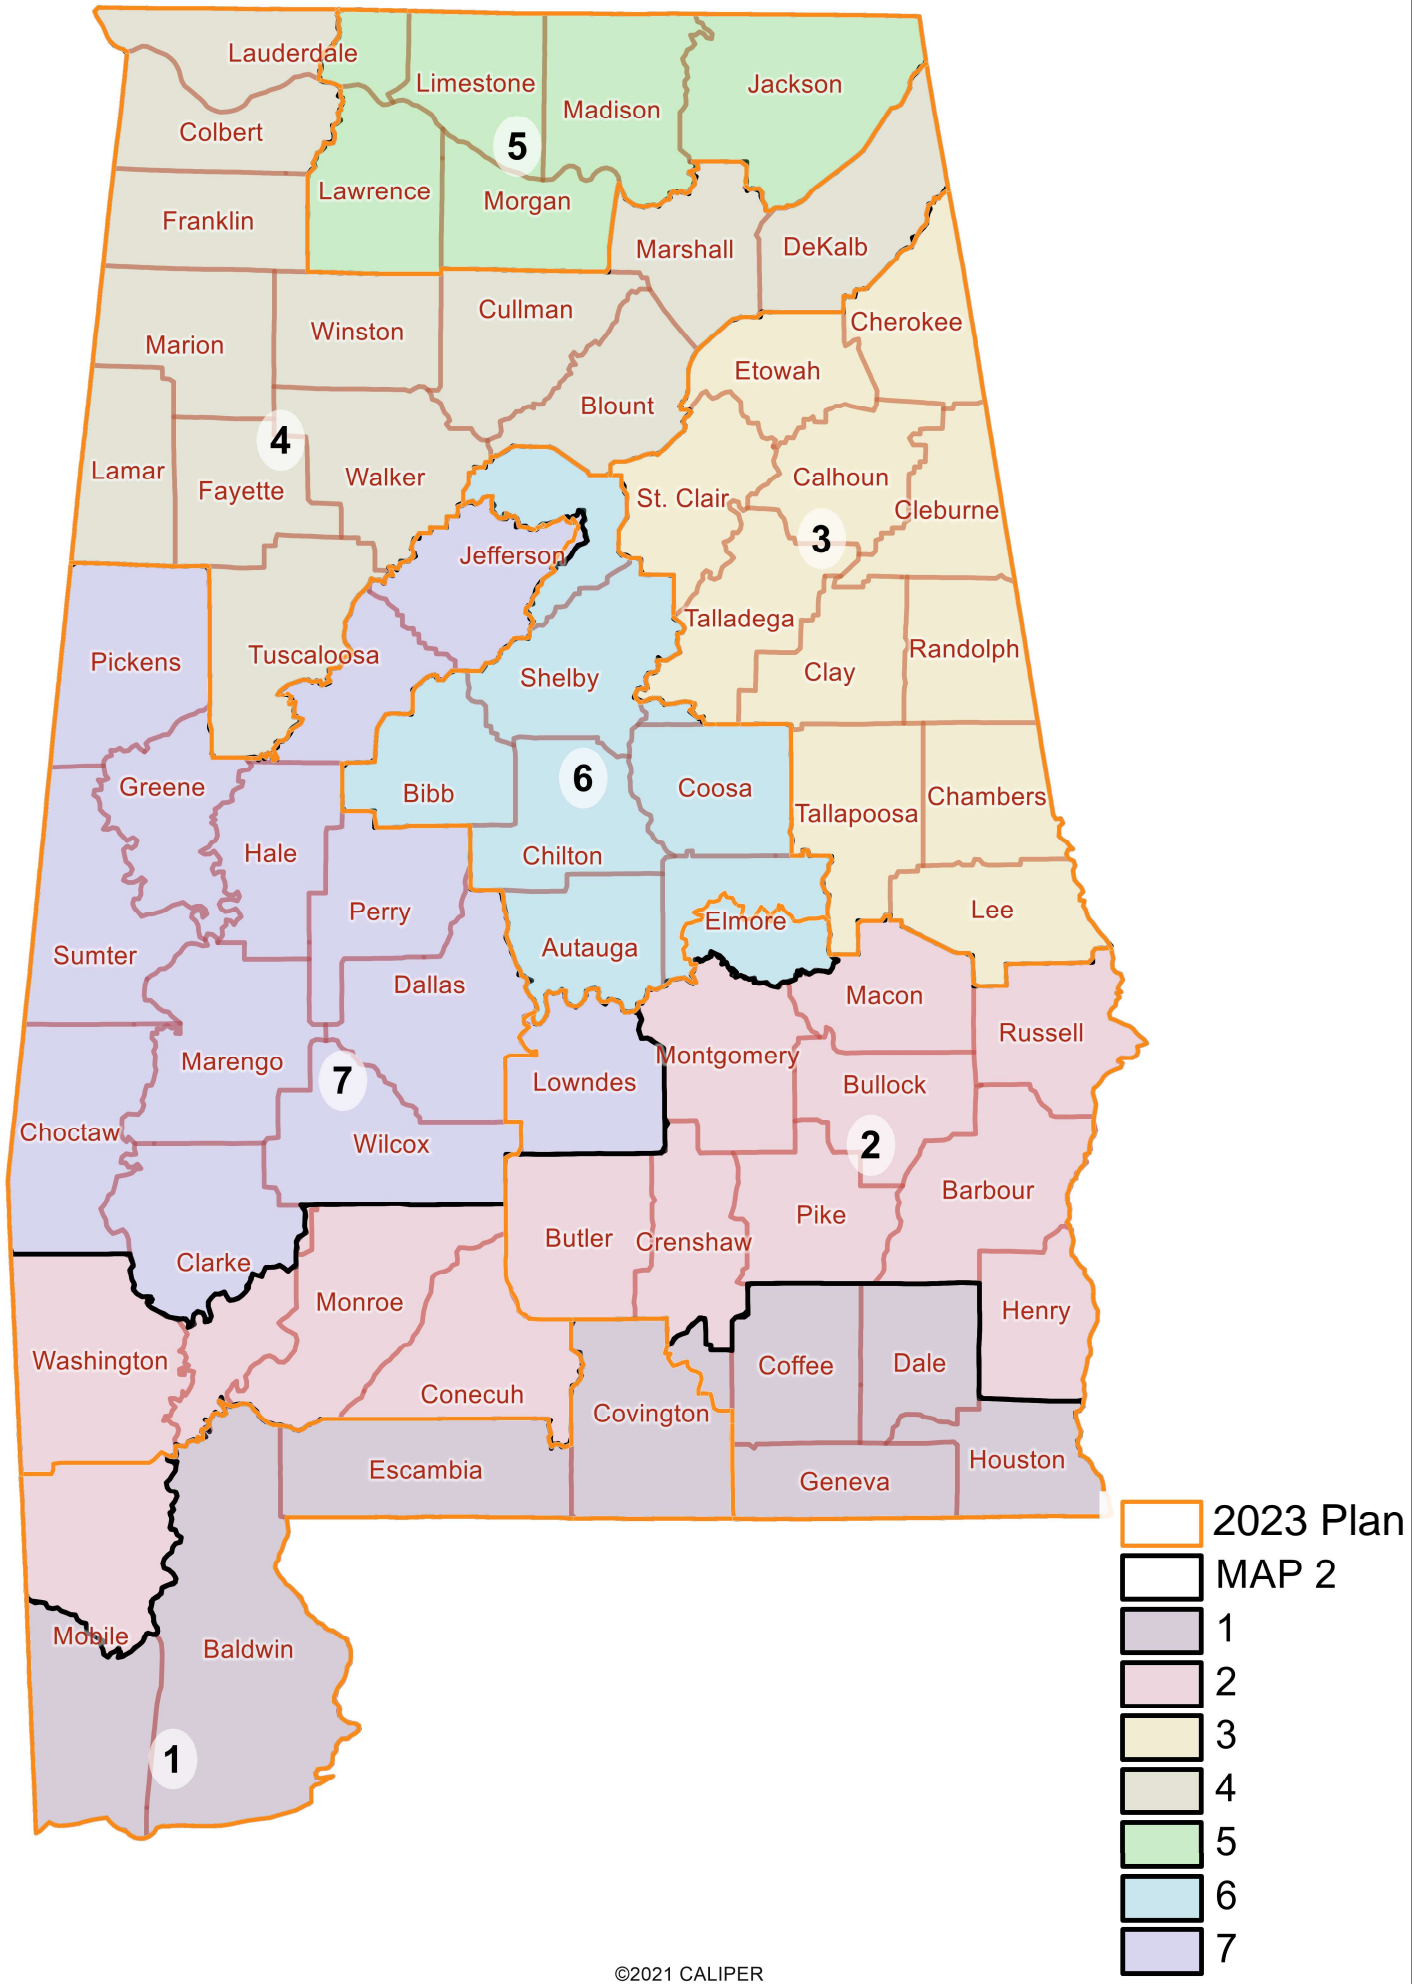 Lauderdale
Limestone
Jackson
Madison
Colbert
5
Lawrence
Morgan
Franklin
Marshall
DeKalb
Cullman
Cherokee
Winston
Marion
Etowah
Blount
4
Lamar
Walker
Calhoun
Fayette
St. Clair
Cleburne
3
Jefferson
Talladega
Randolph
Pickens
Tuscaloosa
Clay
Shelby
6
Greene
Bibb
Coosa
Chambers
Tallapoosa
Hale
Chilton
Perry
Lee
Elmore
Autauga
Sumter
Dallas
Macon
Russell
Marengo
Montgomery
7
Lowndes
Bullock
Choctaw
Wilcox
2
Barbour
Pike
Butler
Crenshaw
Clarke
Monroe
Henry
Washington
Coffee
Dale
Conecuh
Covington
Houston
Escambia
Geneva
Mobile
Baldwin
1
2023 Plan
MAP 2
1
2
3
4
5
6
7
©2021 CALIPER